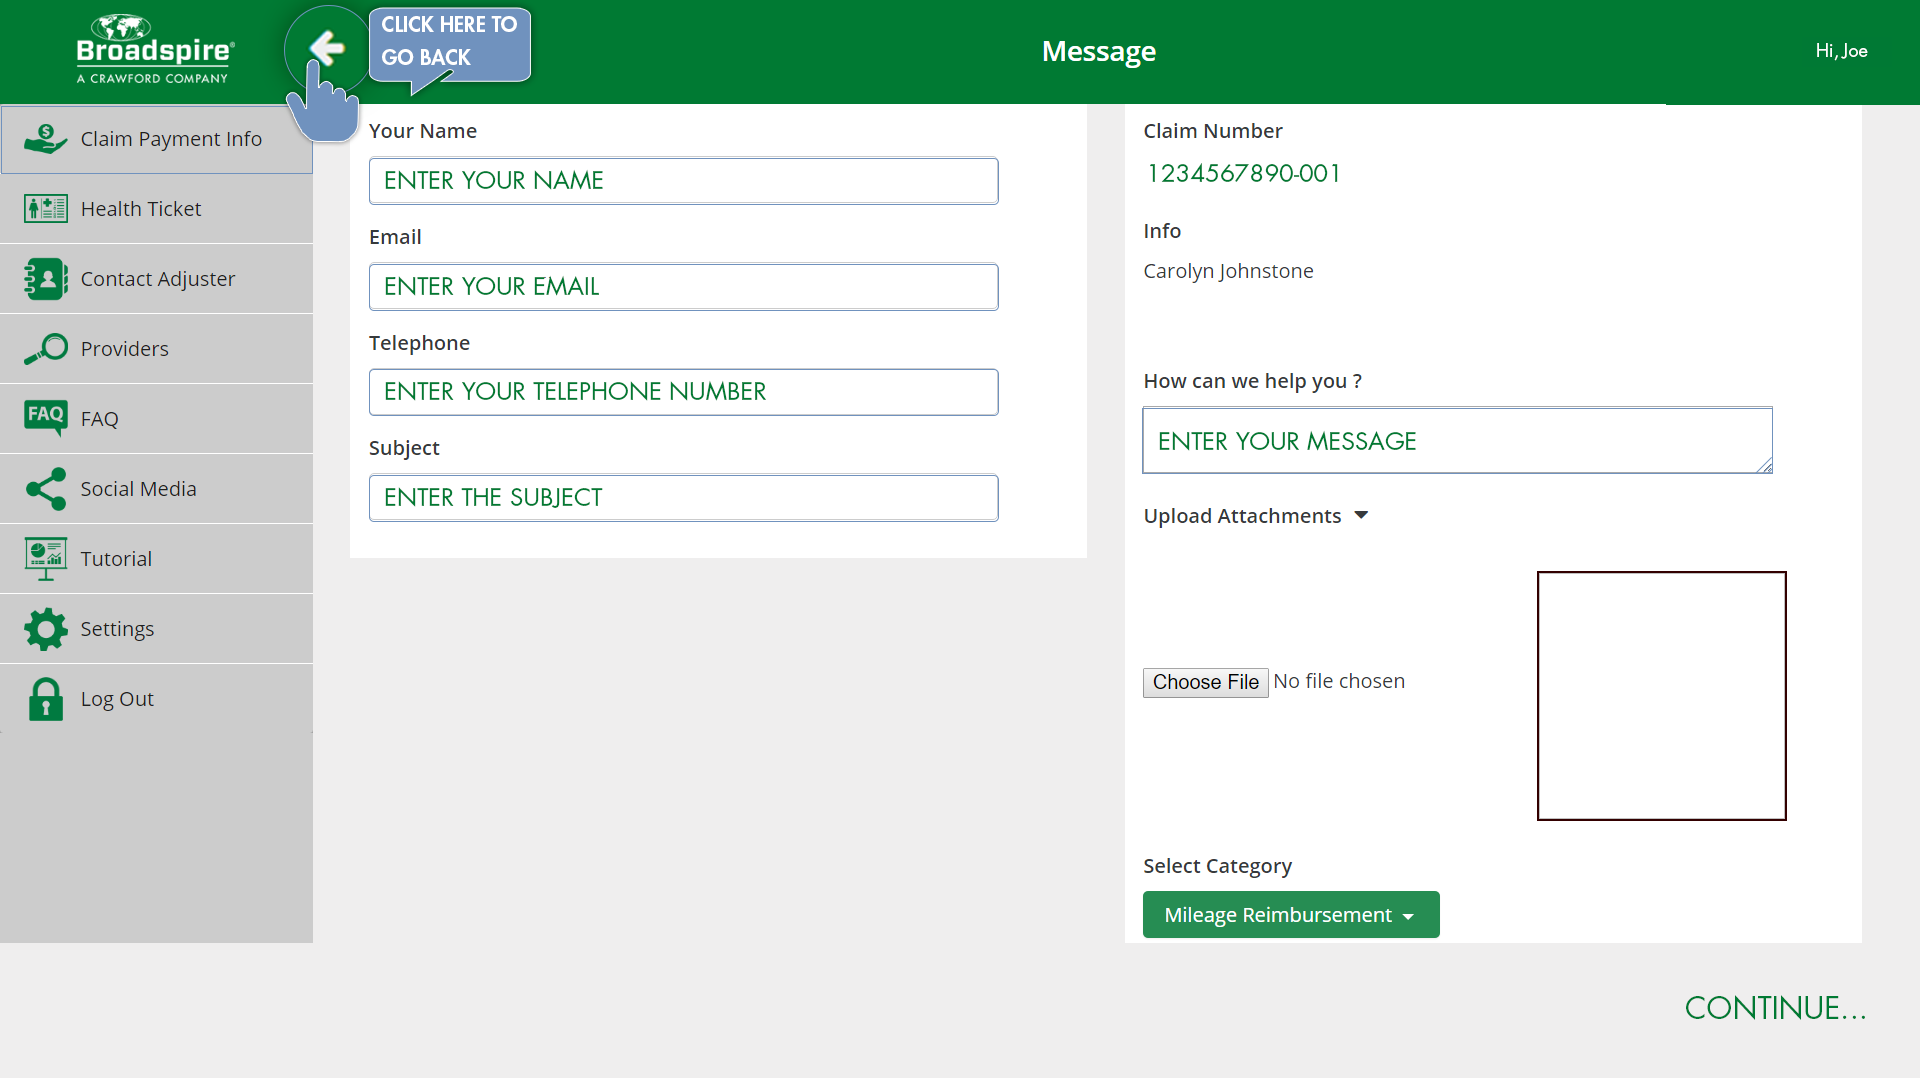 Broadspire®
A CRAWFORD COMPANY
CLICK HERE TO
GO BACK
Message
Hi, Joe
Claim Payment Info
Health Ticket
Contact Adjuster
Providers
FAQ
FAQ
Social Media
Tutorial
Settings
Log Out
Your Name
ENTER YOUR NAME
Email
ENTER YOUR EMAIL
Telephone
ENTER YOUR TELEPHONE NUMBER
Subject
ENTER THE SUBJECT
Claim Number
1234567890-001
Info
Carolyn Johnstone
How can we help you ?
ENTER YOUR MESSAGE
Upload Attachments
Choose File No file chosen
Select Category
Mileage Reimbursement
CONTINUE...